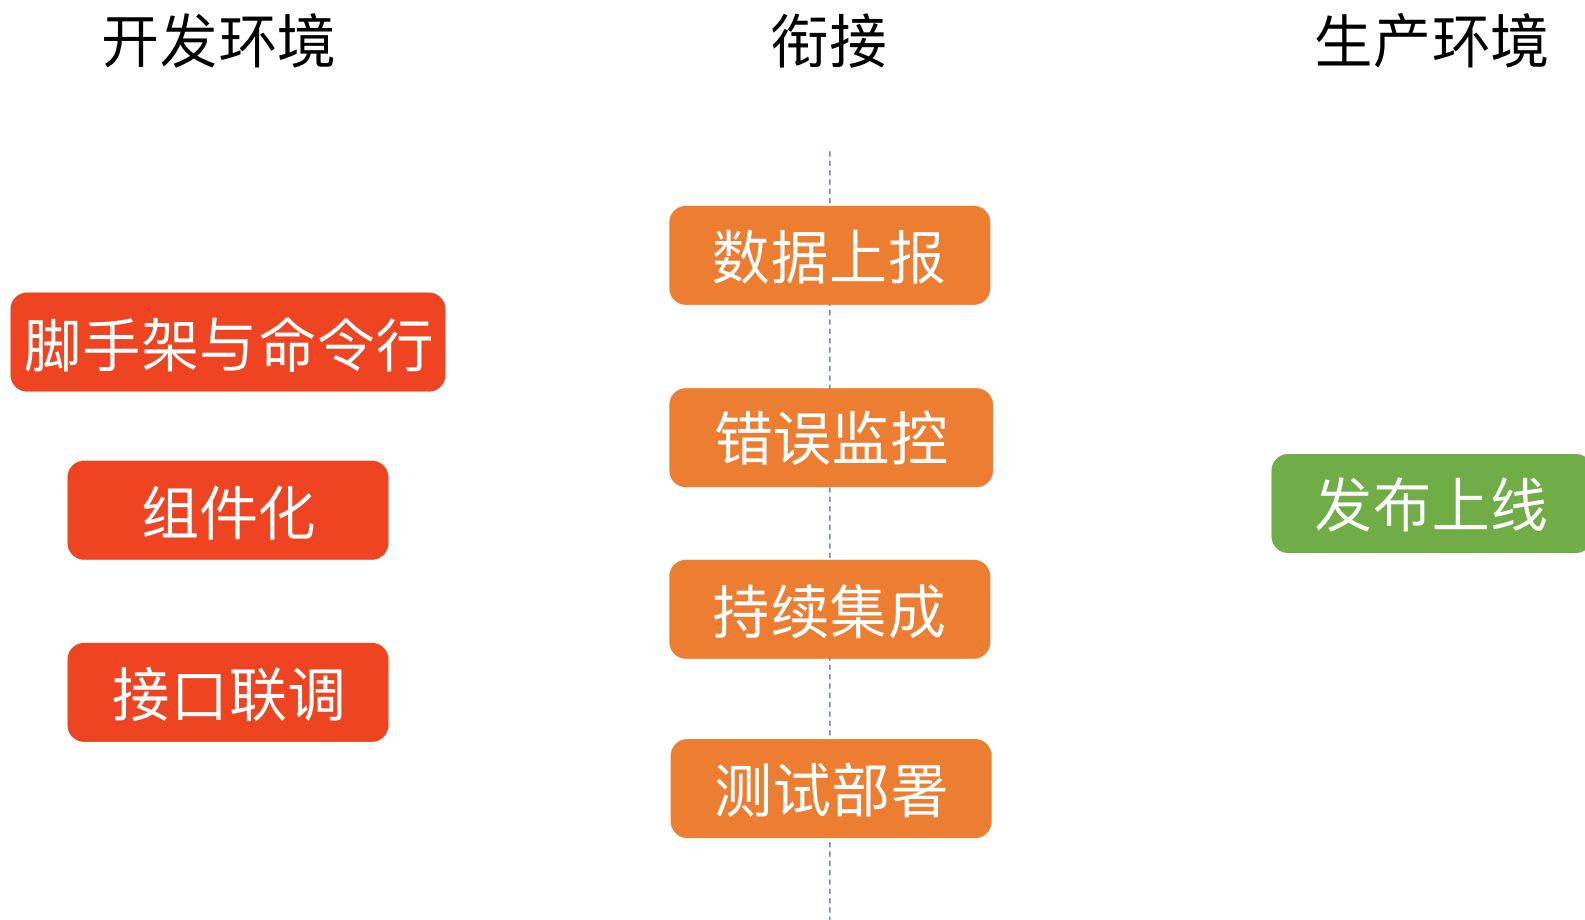 开发环境
衔接
生产环境
数据上报
脚手架与命令行
错误监控
组件化
发布上线
持续集成
接口联调
测试部署